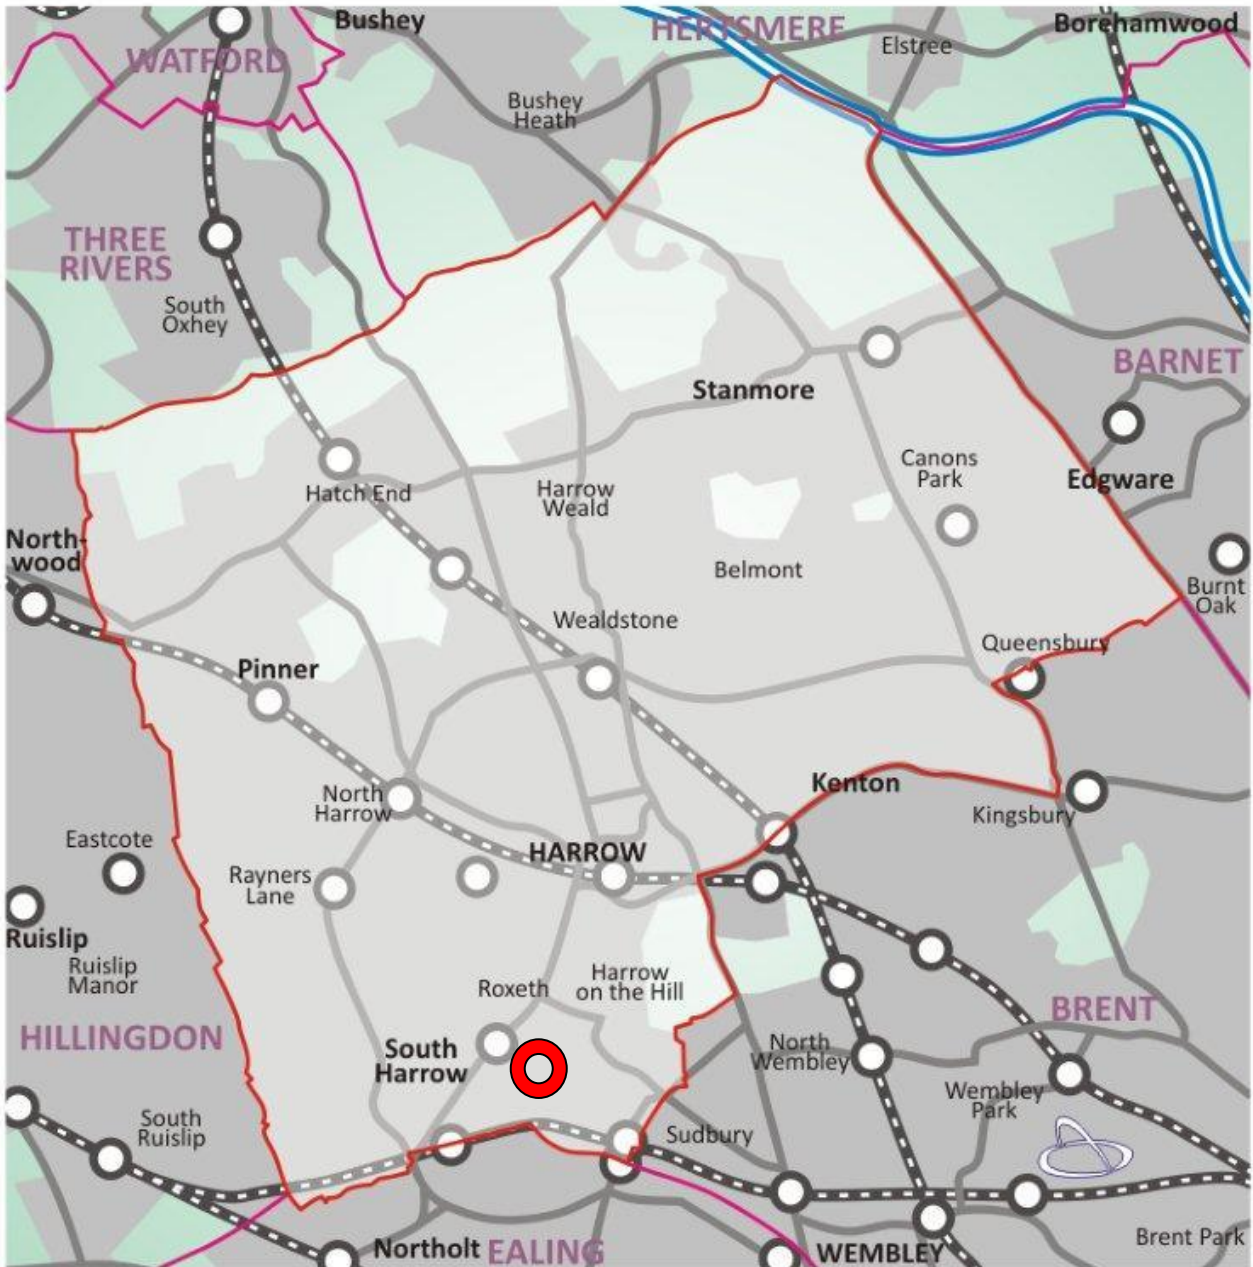 Bushey
HERTSMERE
Borehamwood
Elstree
WATFORD
Bushey
Heath
THREE
RIVERS
South
Oxhey
BARNET
Stanmore
Edgware
Canons
Park
Hatch End
Harrow
Weald
North-
wood
Belmont
Burnt
Oak
Wealdstone
Queensbury
Pinner
Kenton
North
Harrow
Kingsbury
Eastcote
HARROW
Rayners
Lane
Ruislip
Ruislip
Manor
Roxeth
Harrow
on the Hill
BRENT
HILLINGDON
South
Harrow
North
Wembley
Wembley
Park
South
Ruislip
Sudbury
Northolt
EALING
WEMBLEY
Brent Park